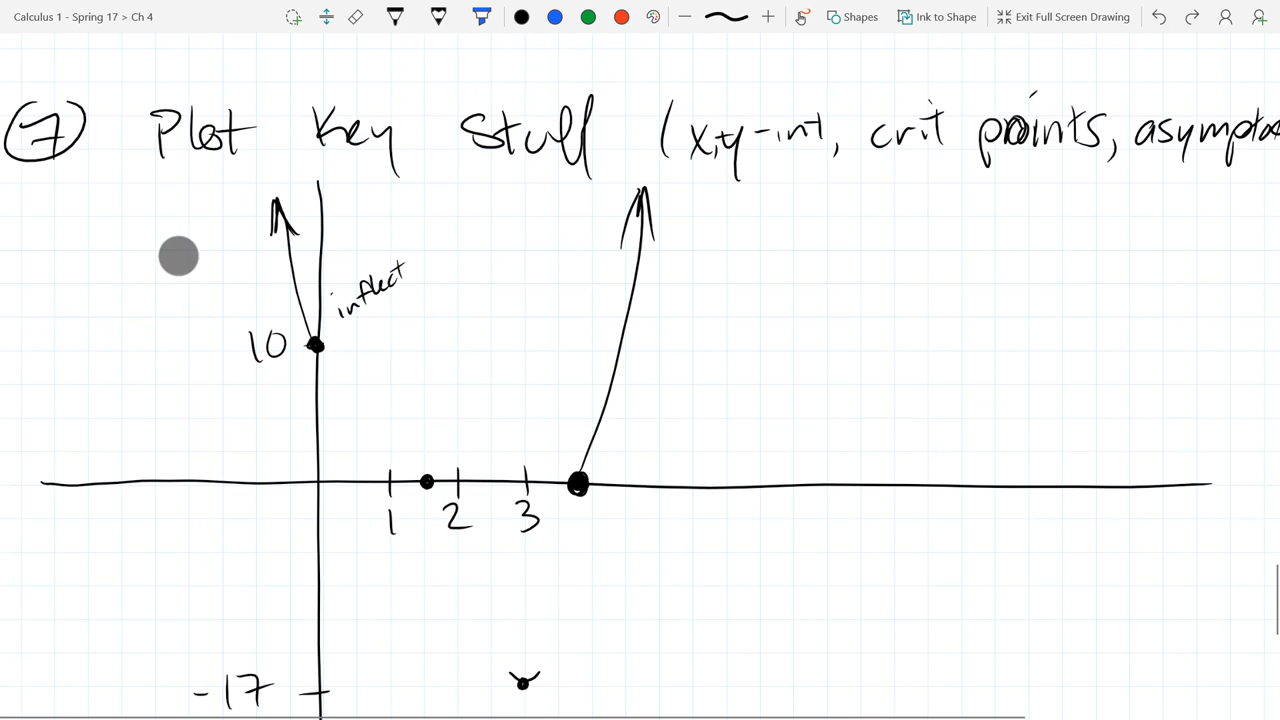 Calculus 1 - Spring 17 > Ch 4
Shapes
Ink to Shape
Exit Full Screen Drawing
(7) Plot Key Stuff (x,y-int, crit points, asympto
inflect
10
1 2 3
-17